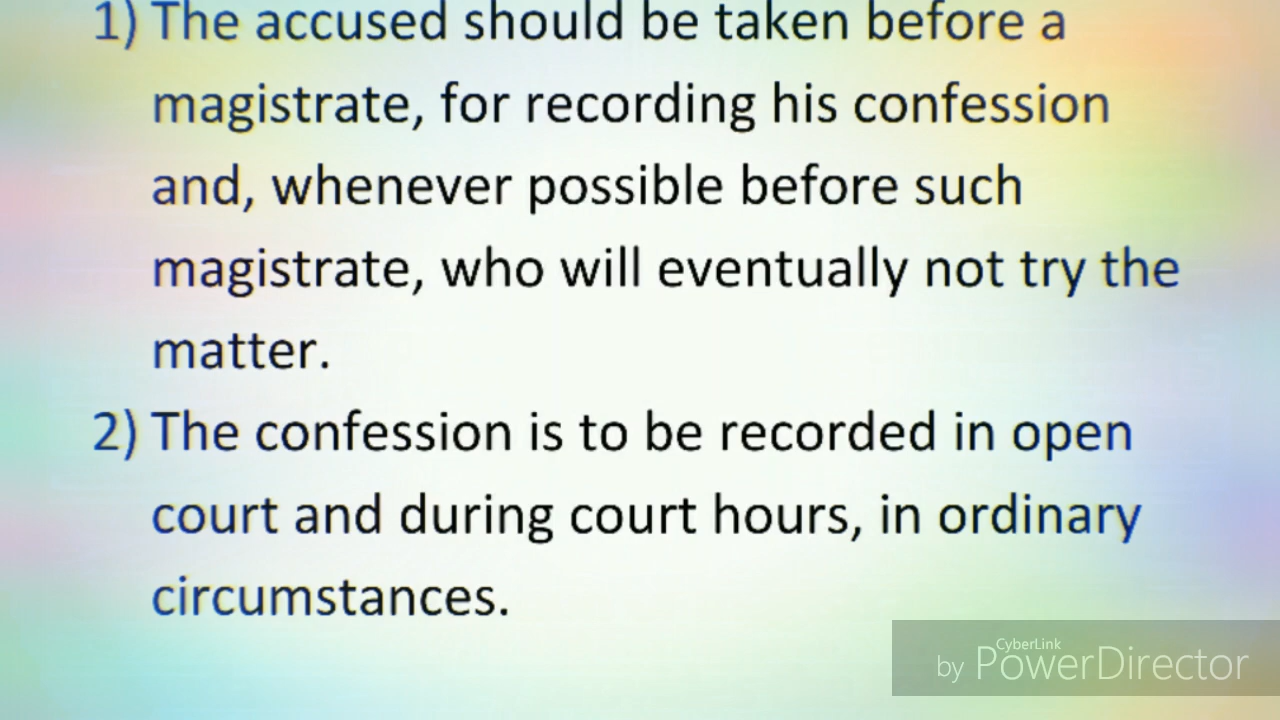 1) The accused should be taken before a
magistrate, for recording his confession
and, whenever possible before such
magistrate, who will eventually not try the
matter.
2) The confession is to be recorded in open
court and during court hours, in ordinary
circumstances.
CyberLink
by PowerDirector